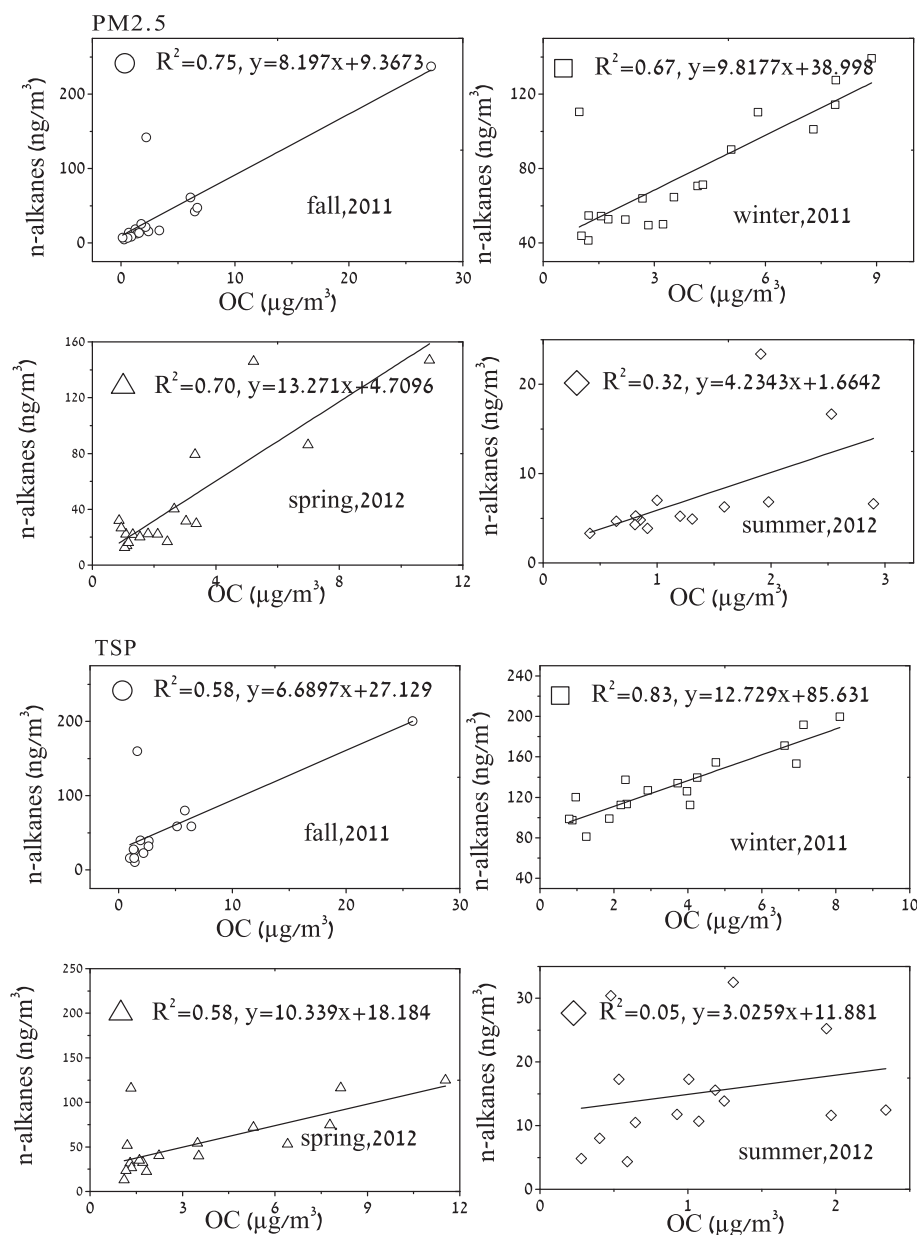 PM2.5
R²=0.75, y=8.197x+9.3673
n-alkanes (ng/m³)
200
100
0
fall,2011
0 10 20 30
OC (µg/m³)
R²=0.67, y=9.8177x+38.998
n-alkanes (ng/m³)
120
80
40
winter,2011
0 3 6 9
OC (µg/m³)
R²=0.70, y=13.271x+4.7096
n-alkanes (ng/m³)
160
120
80
40
0
spring,2012
0 4 8 12
OC (µg/m³)
R²=0.32, y=4.2343x+1.6642
n-alkanes (ng/m³)
20
10
0
summer,2012
0 1 2 3
OC (µg/m³)
TSP
R²=0.58, y=6.6897x+27.129
n-alkanes (ng/m³)
200
100
0
fall,2011
0 10 20 30
OC (µg/m³)
R²=0.83, y=12.729x+85.631
n-alkanes (ng/m³)
240
200
160
120
80
40
winter,2011
0 2 4 6 8 10
OC (µg/m³)
R²=0.58, y=10.339x+18.184
n-alkanes (ng/m³)
250
200
150
100
50
0
spring,2012
0 3 6 9 12
OC (µg/m³)
R²=0.05, y=3.0259x+11.881
n-alkanes (ng/m³)
30
20
10
0
summer,2012
0 1 2
OC (µg/m³)